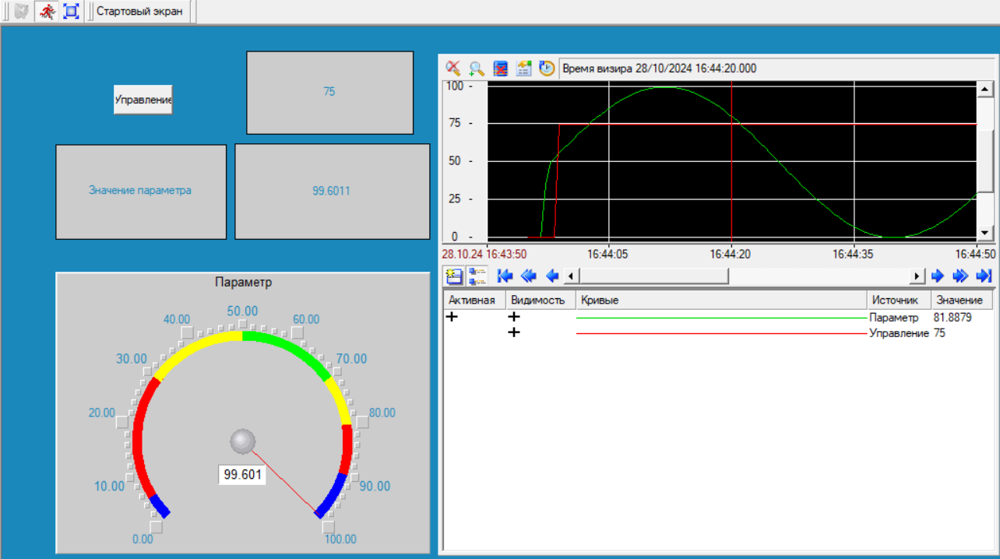 Стартовый экран
Управление
75
Значение параметра
99.6011
Параметр
0.00
10.00
20.00
30.00
40.00
50.00
60.00
70.00
80.00
90.00
100.00
99.601
Время визира 28/10/2024 16:44:20.000
100 -
75 -
50 -
25 -
0 -
28.10.24 16:43:50 16:44:05 16:44:20 16:44:35 16:44:50
Активная Видимость Кривые Источник Значение
Параметр 81.8879
Управление 75